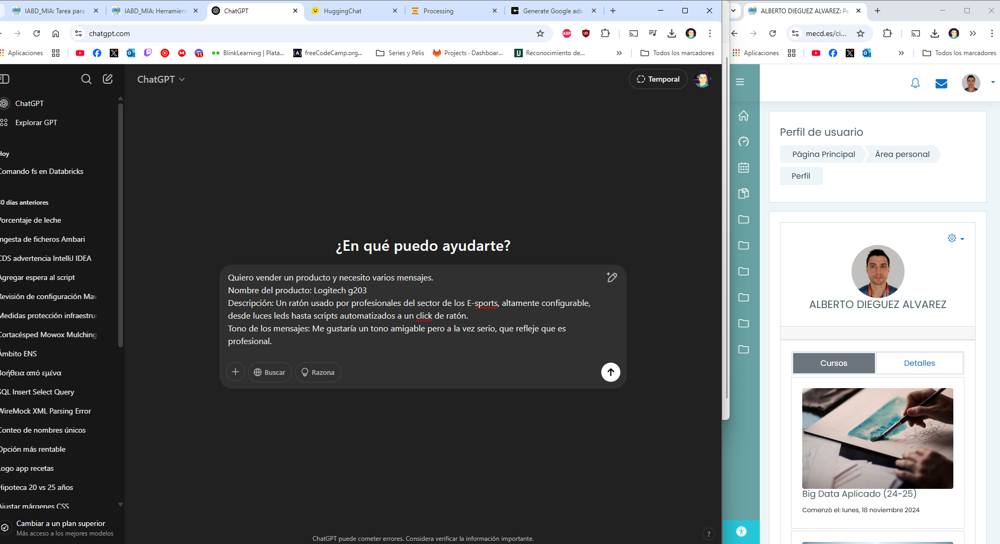 IABD_MIA: Tarea para
IABD_MIA: Herramien
ChatGPT
HuggingChat
Processing
Generate Google ads
chatgpt.com
ABP
Aplicaciones
11
BlinkLearning | Plata...
freeCodeCamp.org...
Series y Pelis
Projects · Dashboar...
Reconocimiento de...
Todos los marcadores
ChatGPT
Temporal
ChatGPT
Explorar GPT
Hoy
Comando fs en Databricks
30 días anteriores
Porcentaje de leche
Ingesta de ficheros Ambari
CDS advertencia IntelliJ IDEA
Agregar espera al script
Revisión de configuración Mav
Medidas protección infraestruc
Cortacésped Mowox Mulching
Ámbito ENS
Βοήθεια από εμένα
SQL Insert Select Query
WireMock XML Parsing Error
Conteo de nombres únicos
Opción más rentable
Logo app recetas
Hipoteca 20 vs 25 años
Ajustar márgenes CSS
Cambiar a un plan superior
Más acceso a los mejores modelos
¿En qué puedo ayudarte?
Quiero vender un producto y necesito varios mensajes.
Nombre del producto: Logitech g203
Descripción: Un ratón usado por profesionales del sector de los E-sports, altamente configurable,
desde luces leds hasta scripts automatizados a un click de ratón.
Tono de los mensajes: Me gustaría un tono amigable pero a la vez serio, que refleje que es
profesional.
Buscar
Razona
ChatGPT puede cometer errores. Considera verificar la información importante.
?
ALBERTO DIEGUEZ ALVAREZ: Pe
mecd.es/ci...
Aplicaciones
Todos los marcadores
Perfil de usuario
Página Principal
Área personal
Perfil
ALBERTO DIEGUEZ ALVAREZ
Cursos
Detalles
Big Data Aplicado (24-25)
Comenzó el: lunes, 18 noviembre 2024